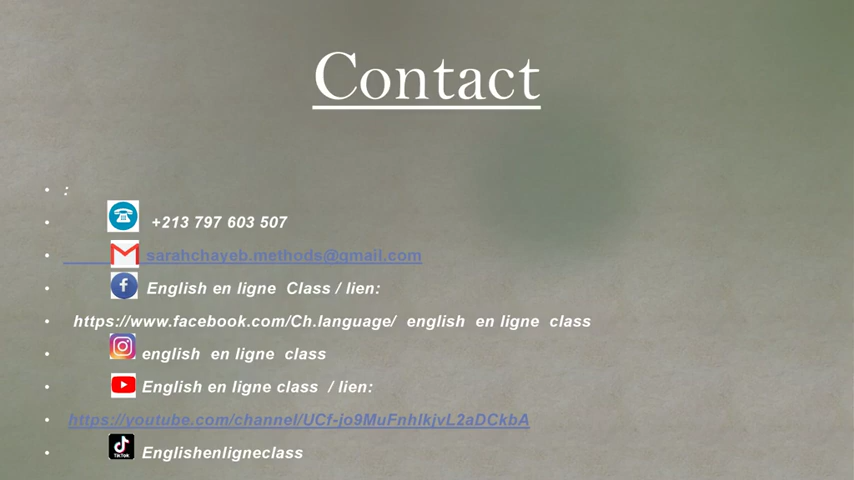 Contact
• :
• +213 797 603 507
• sarahchayeb.methods@gmail.com
• English en ligne Class / lien:
• https://www.facebook.com/Ch.language/ english en ligne class
• english en ligne class
• English en ligne class / lien:
• https://youtube.com/channel/UCf-jo9MuFnhIkjvL2aDCkbA
• TikTok Englishenligneclass